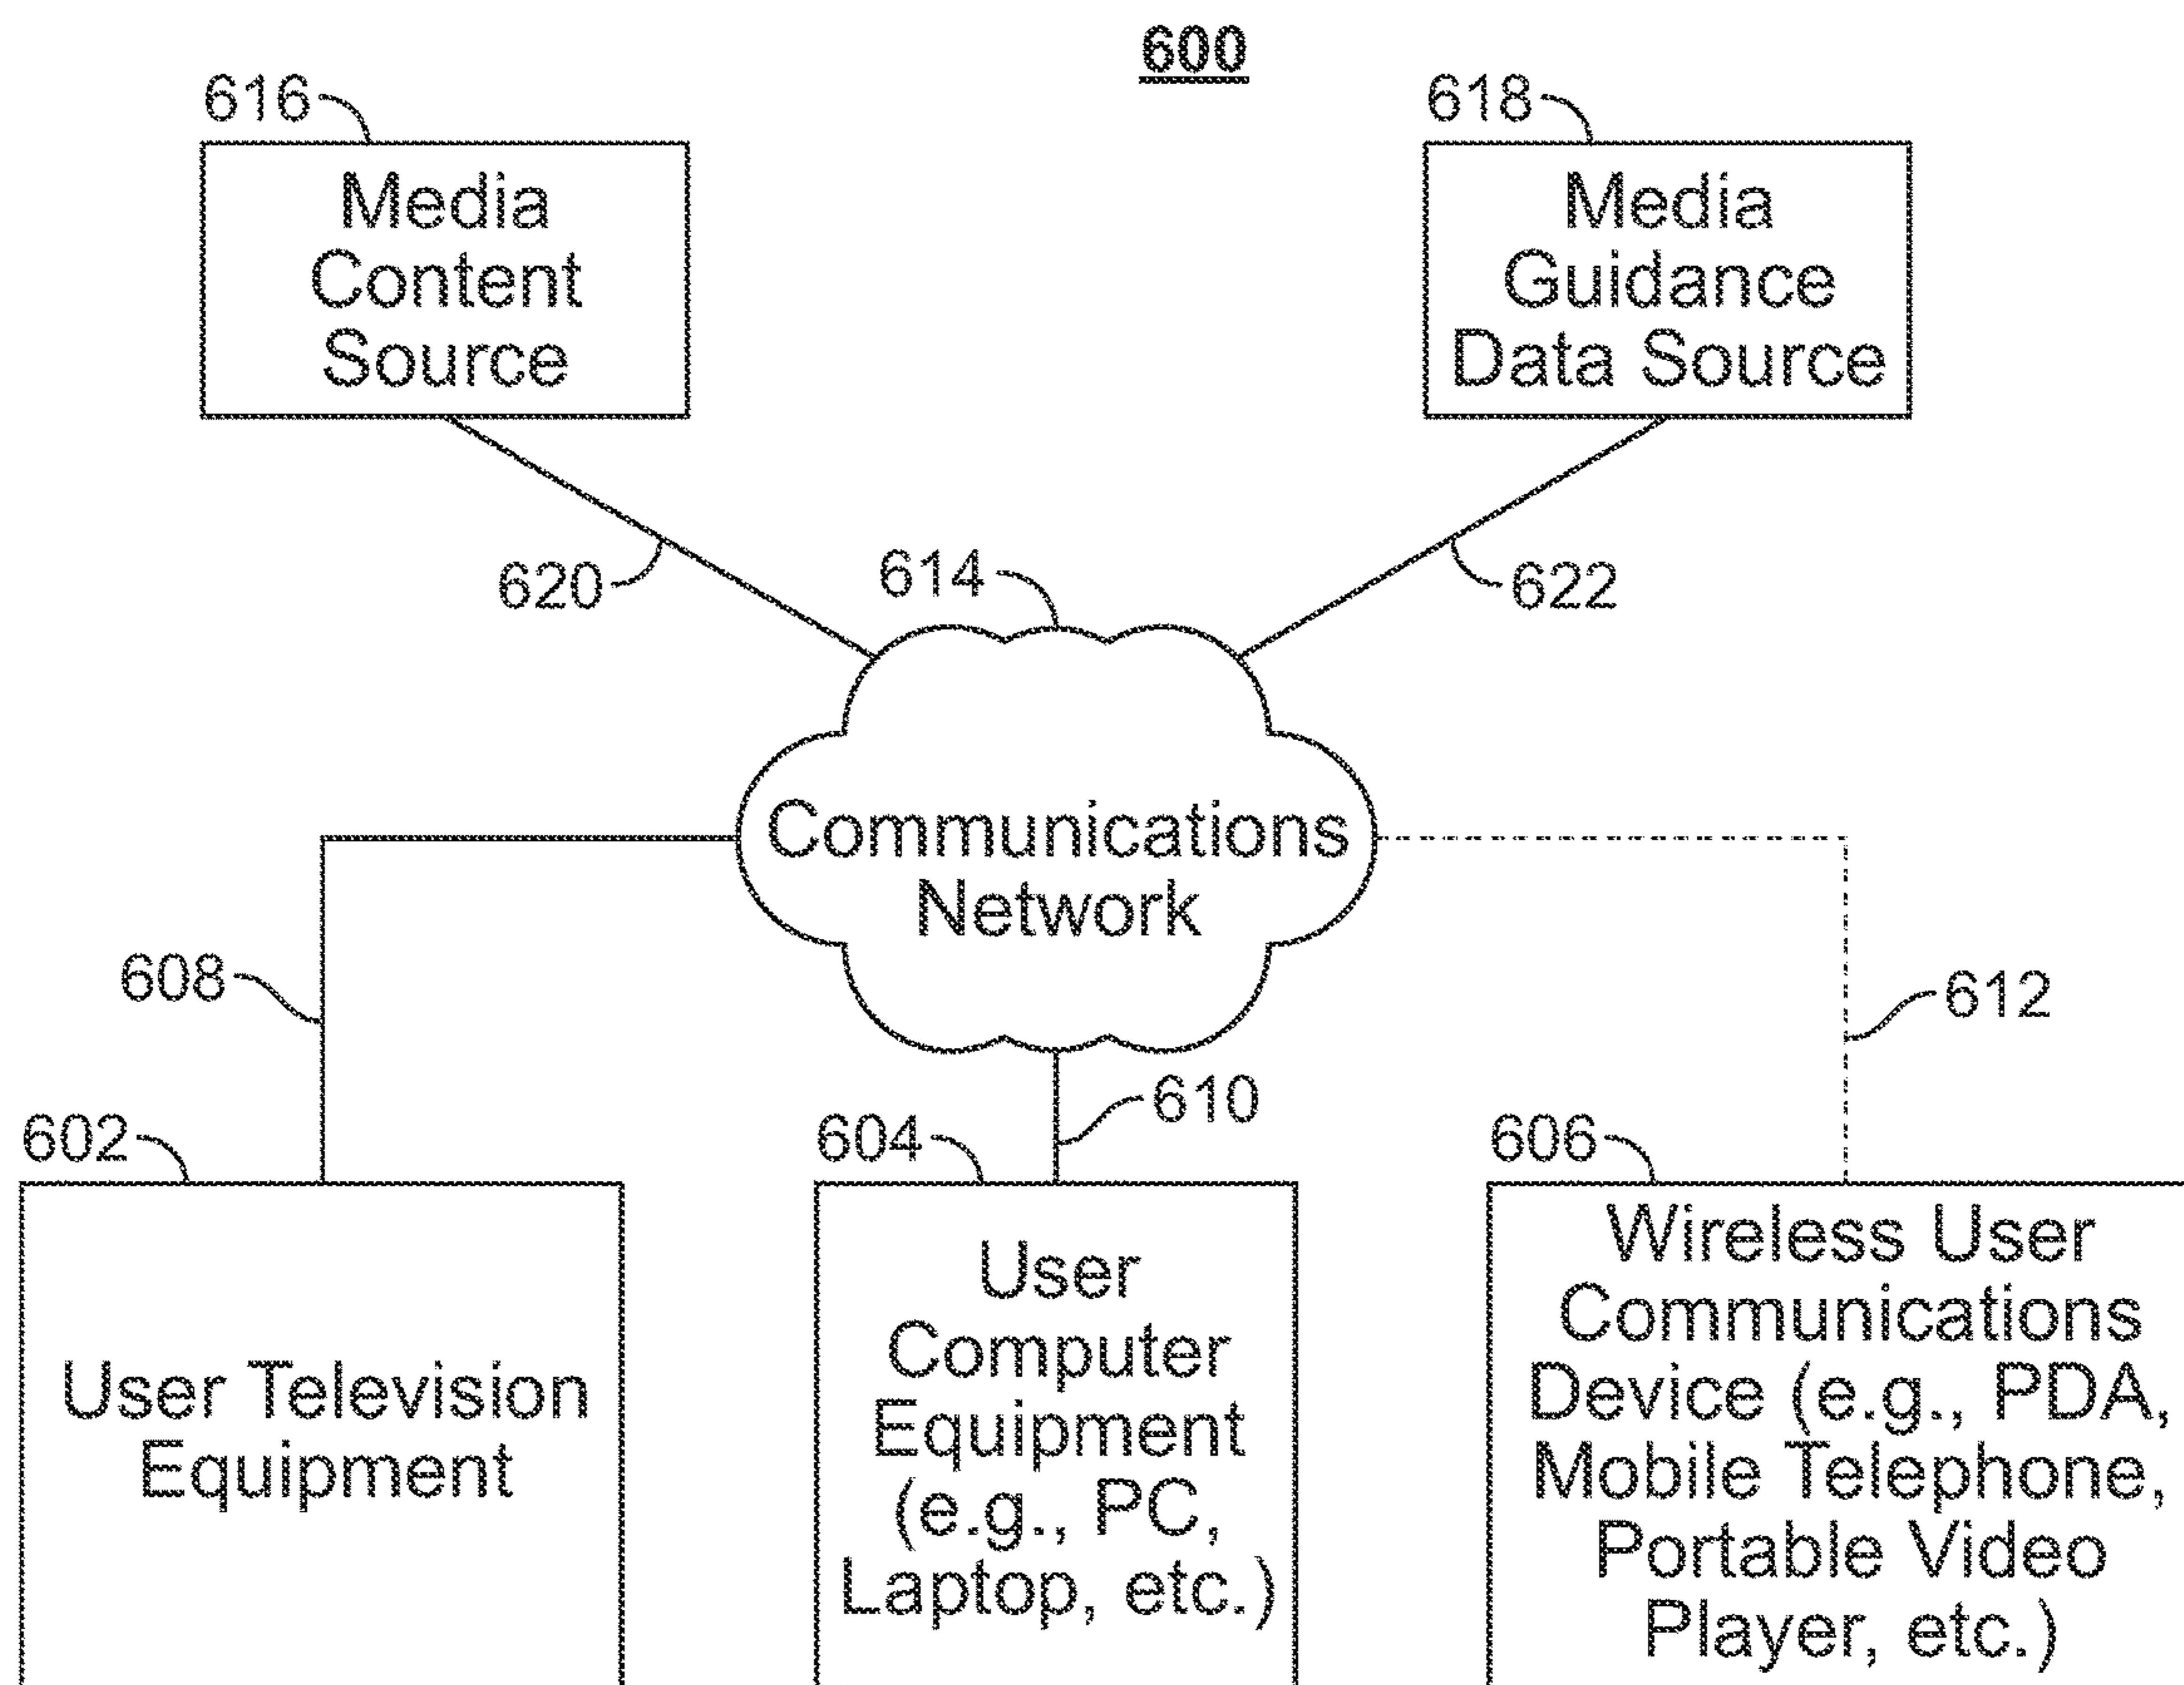 600
616
Media
Content
Source
618
Media
Guidance
Data Source
620
614
622
Communications
Network
608
612
610
602
User Television
Equipment
604
User
Computer
Equipment
(e.g., PC,
Laptop, etc.)
606
Wireless User
Communications
Device (e.g., PDA,
Mobile Telephone,
Portable Video
Player, etc.)